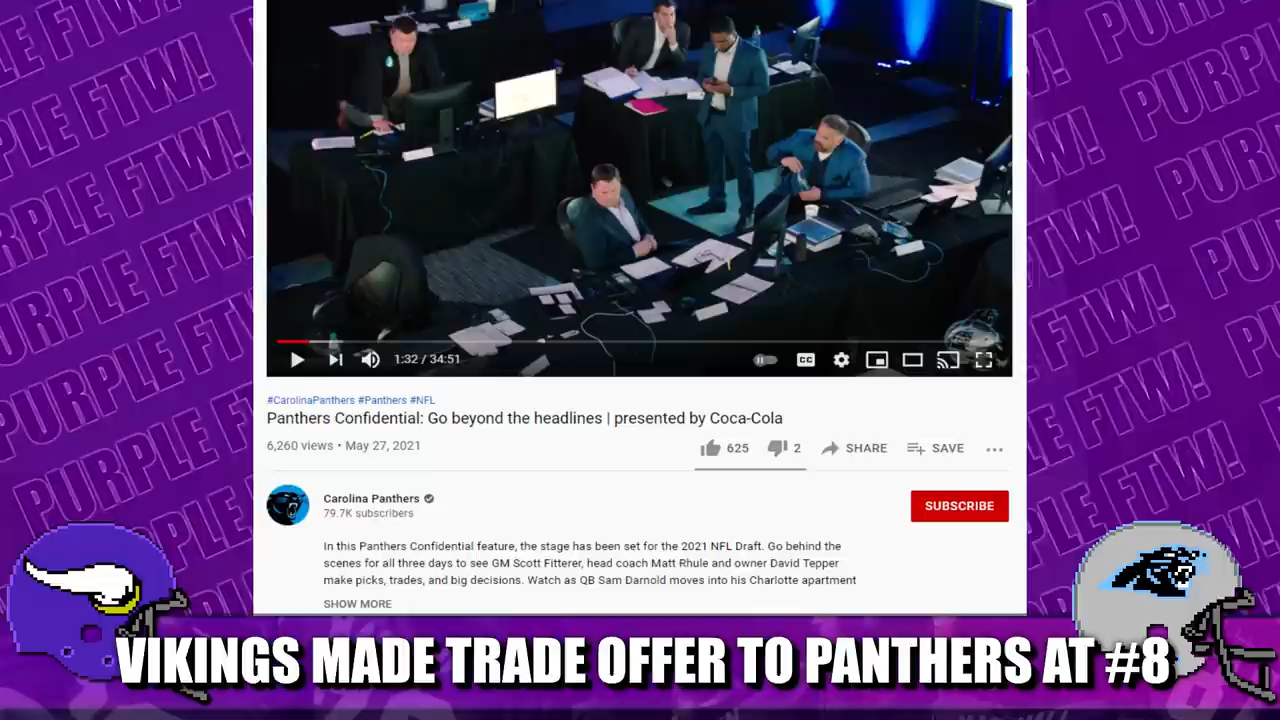 PURPLE FTW!
1:32 / 34:51
CC
#CarolinaPanthers #Panthers #NFL
Panthers Confidential: Go beyond the headlines | presented by Coca-Cola
6,260 views • May 27, 2021
625
2
SHARE
SAVE
Carolina Panthers
79.7K subscribers
SUBSCRIBE
In this Panthers Confidential feature, the stage has been set for the 2021 NFL Draft. Go behind the
scenes for all three days to see GM Scott Fitterer, head coach Matt Rhule and owner David Tepper
make picks, trades, and big decisions. Watch as QB Sam Darnold moves into his Charlotte apartment
SHOW MORE
VIKINGS MADE TRADE OFFER TO PANTHERS AT #8